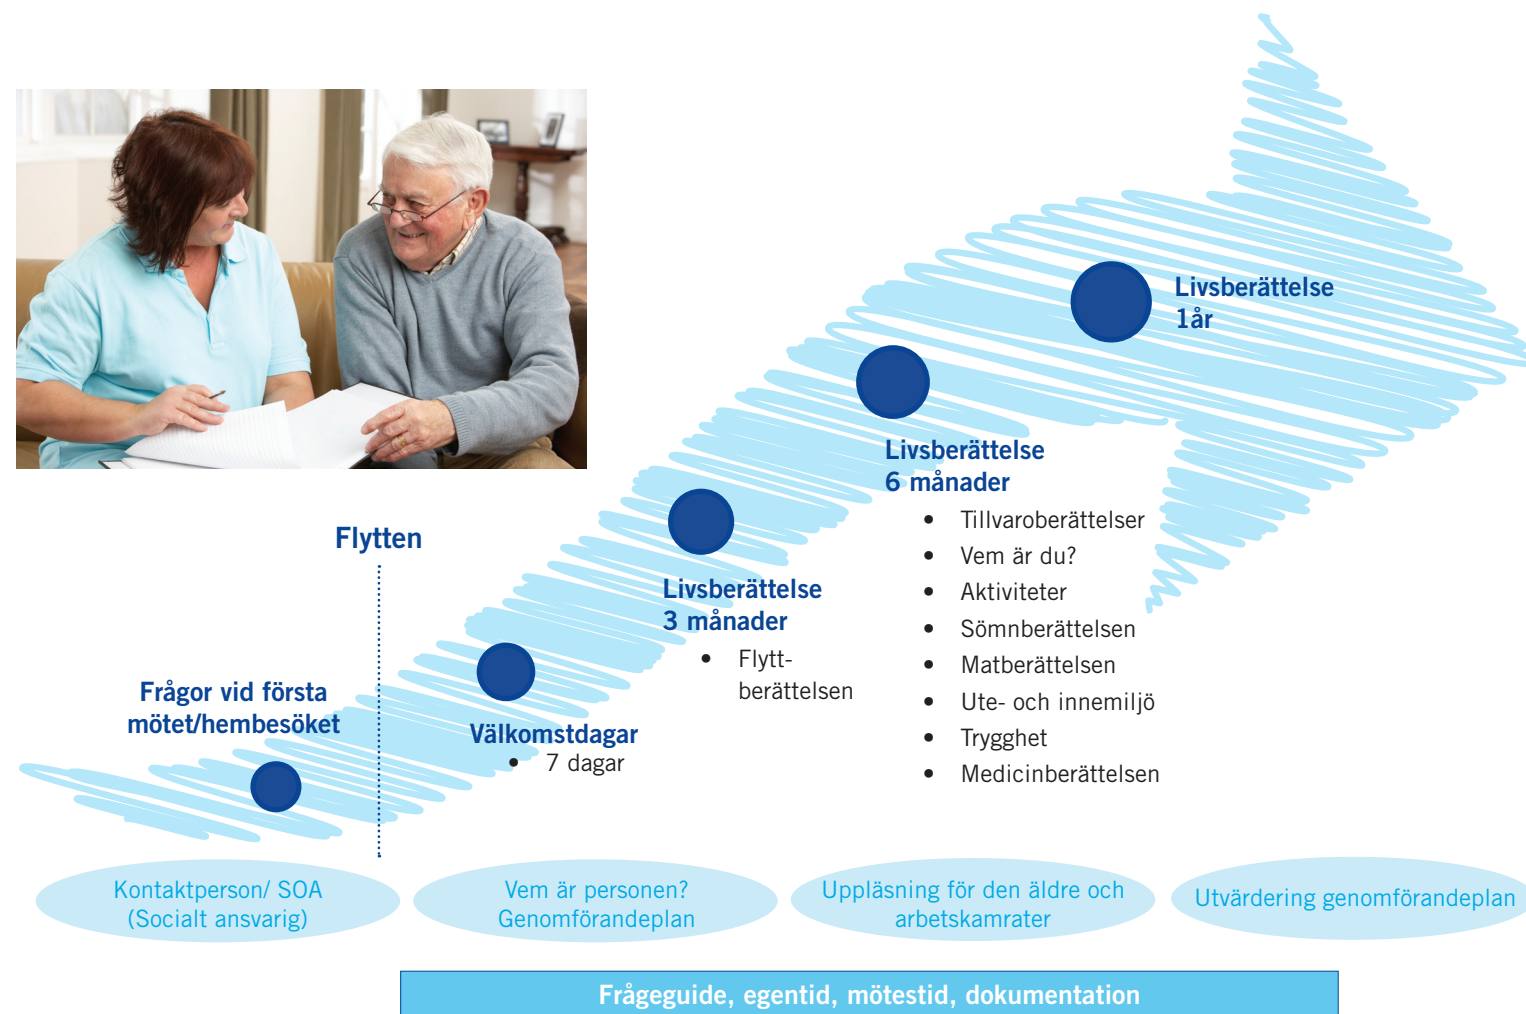 Flytten
Frågor vid första
mötet/hembesöket
Välkomstdagar
• 7 dagar
Livsberättelse
3 månader
• Flytt-
berättelsen
Livsberättelse
6 månader
• Tillvaroberättelser
• Vem är du?
• Aktiviteter
• Sömnberättelsen
• Matberättelsen
• Ute- och innemiljö
• Trygghet
• Medicinberättelsen
Livsberättelse
1år
Kontaktperson/ SOA
(Socialt ansvarig)
Vem är personen?
Genomförandeplan
Uppläsning för den äldre och
arbetskamrater
Utvärdering genomförandeplan
Frågeguide, egentid, mötestid, dokumentation